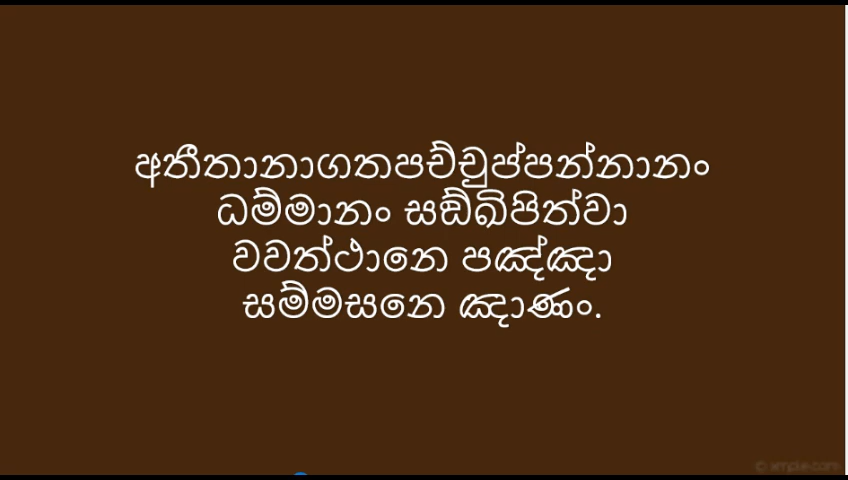 අතීතානාගතපච්චුප්පන්නානං
ධම්මානං සඞ්ඛිපිත්වා
වවත්ථානෙ පඤ්ඤා
සම්මසනෙ ඤාණං.